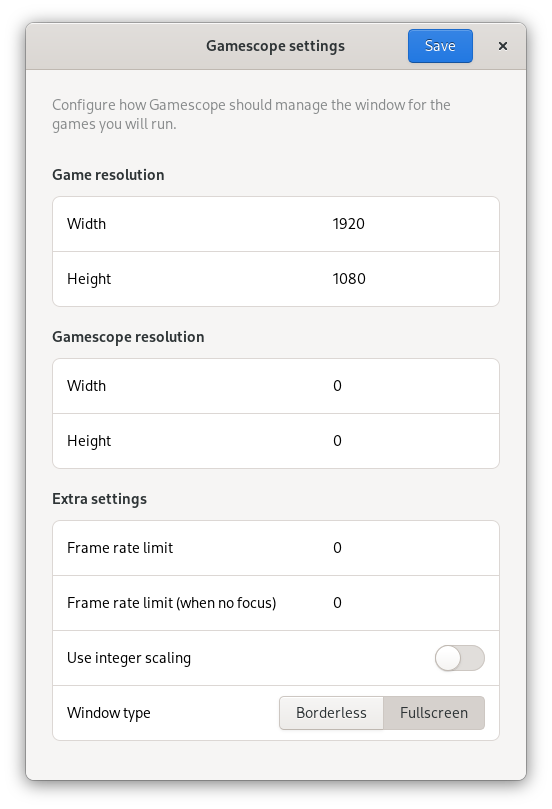 Gamescope settings
Save
Configure how Gamescope should manage the window for the
games you will run.
Game resolution
Width 1920
Height 1080
Gamescope resolution
Width 0
Height 0
Extra settings
Frame rate limit 0
Frame rate limit (when no focus) 0
Use integer scaling
Window type Borderless Fullscreen